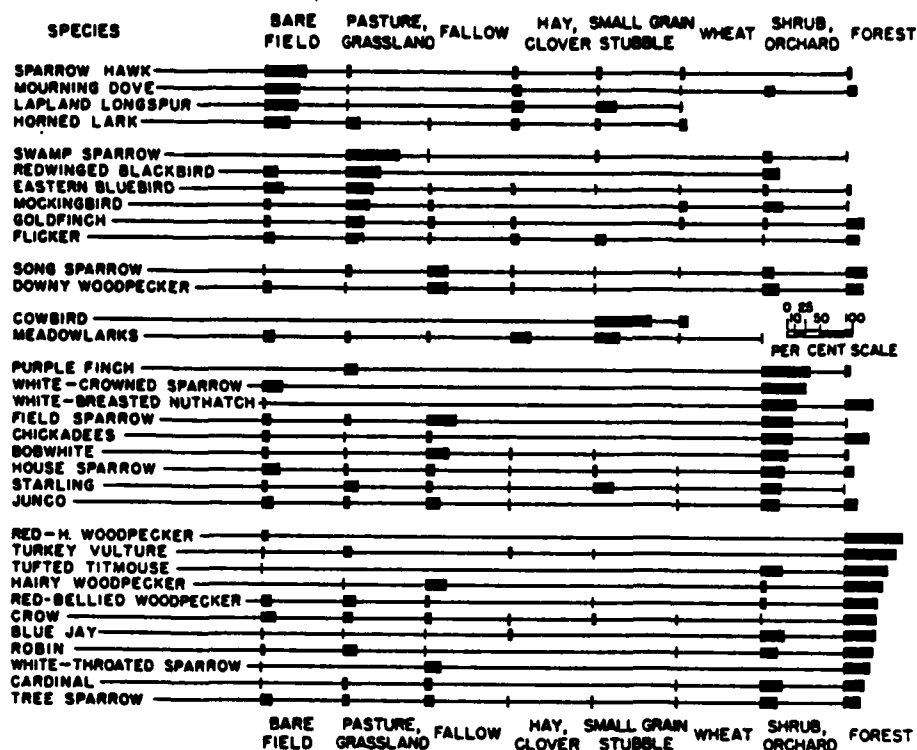 SPECIES BARE FIELD PASTURE, GRASSLAND FALLOW HAY, CLOVER SMALL GRAIN STUBBLE WHEAT SHRUB, ORCHARD FOREST
SPARROW HAWK
MOURNING DOVE
LAPLAND LONGSPUR
HORNED LARK
SWAMP SPARROW
REDWINGED BLACKBIRD
EASTERN BLUEBIRD
MOCKINGBIRD
GOLDFINCH
FLICKER
SONG SPARROW
DOWNY WOODPECKER
COWBIRD
MEADOWLARKS
0 25
10 50 100
PER CENT SCALE
PURPLE FINCH
WHITE-CROWNED SPARROW
WHITE-BREASTED NUTHATCH
FIELD SPARROW
CHICKADEES
BOBWHITE
HOUSE SPARROW
STARLING
JUNCO
RED-H. WOODPECKER
TURKEY VULTURE
TUFTED TITMOUSE
HAIRY WOODPECKER
RED-BELLIED WOODPECKER
CROW
BLUE JAY
ROBIN
WHITE-THROATED SPARROW
CARDINAL
TREE SPARROW
BARE FIELD PASTURE, GRASSLAND FALLOW HAY, CLOVER SMALL GRAIN STUBBLE WHEAT SHRUB, ORCHARD FOREST